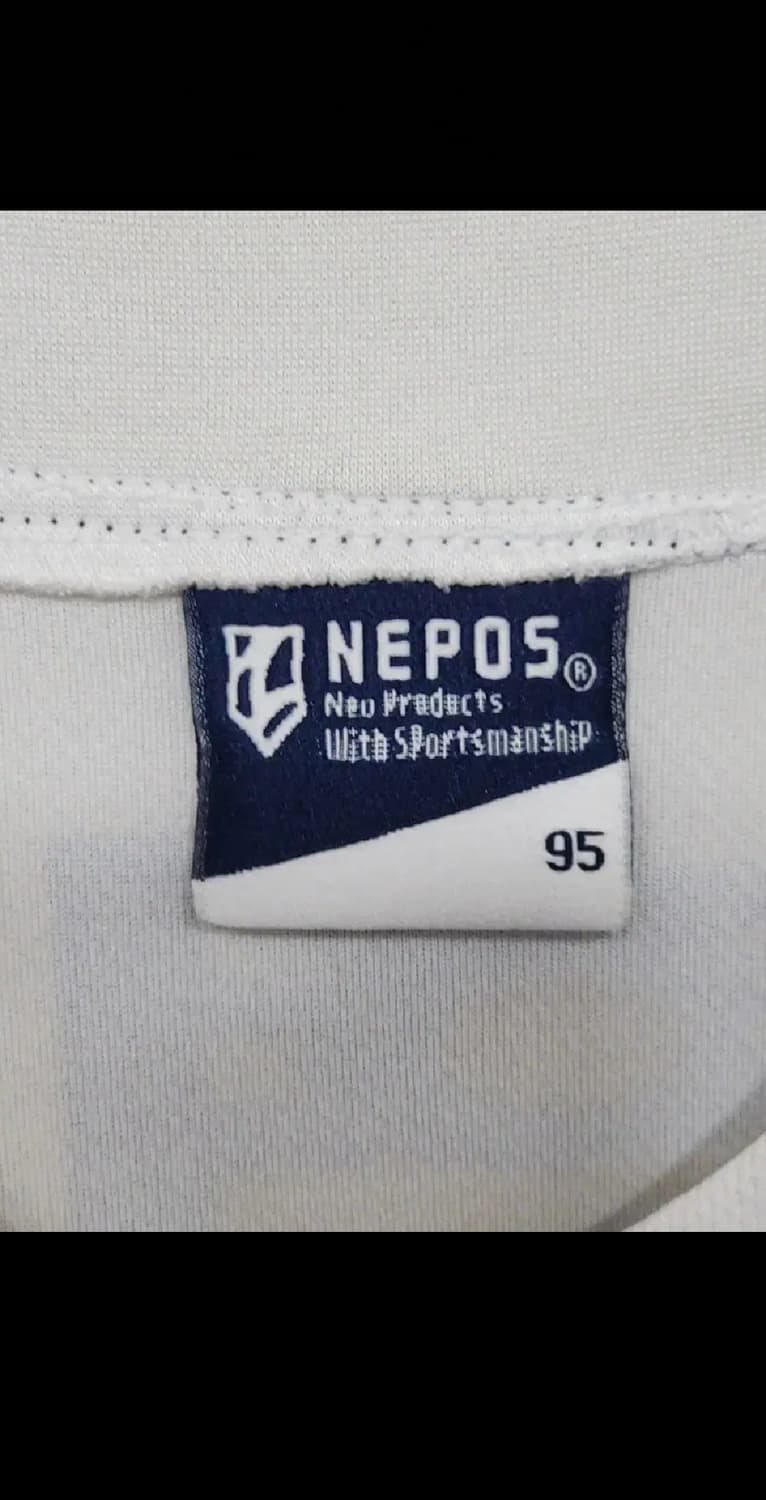 NEPOS®
Neo Products
With SPortsmanshiP
95